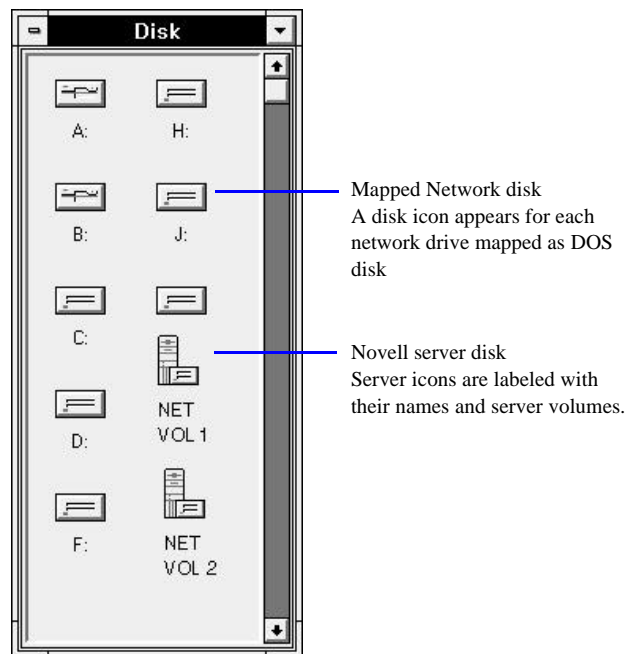 Disk
A:
H:
B:
J:
C:
D:
NET
VOL 1
F:
NET
VOL 2
Mapped Network disk
A disk icon appears for each
network drive mapped as DOS
disk
Novell server disk
Server icons are labeled with
their names and server volumes.